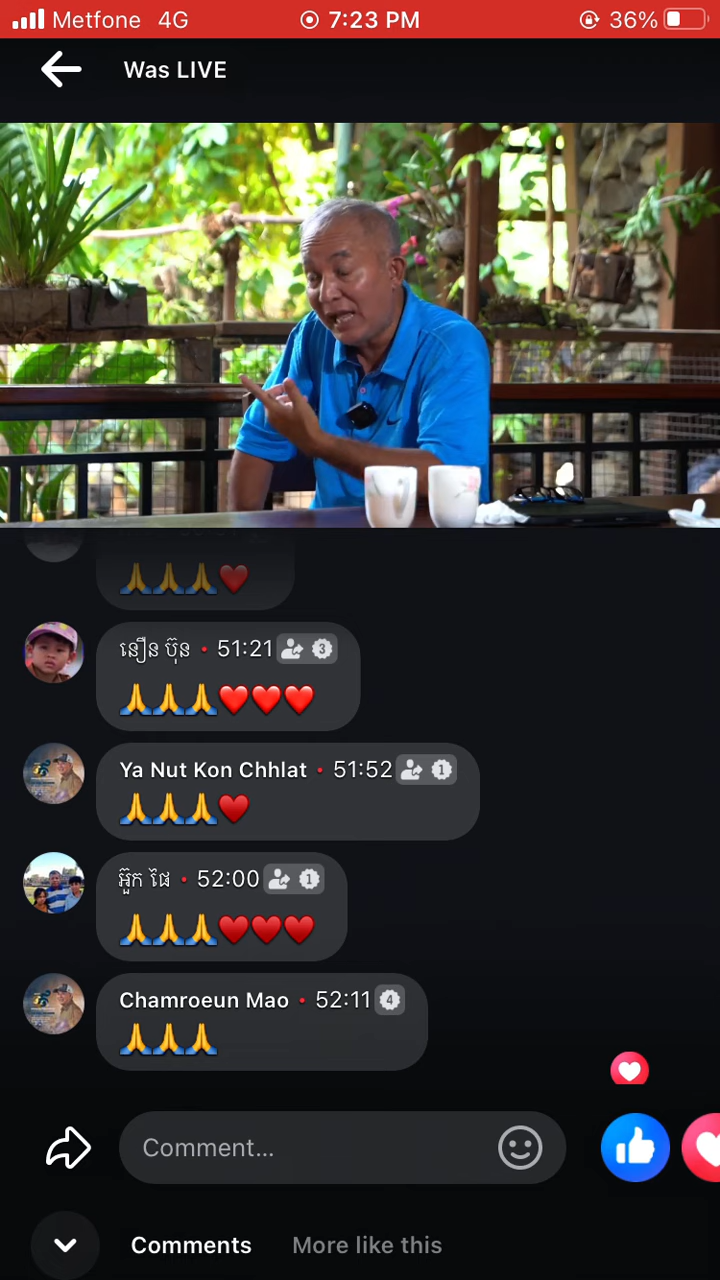 Metfone 4G 7:23 PM 36%
Was LIVE
នឿន ប៊ុន • 51:21 3
🙏🙏🙏❤️
🙏🙏🙏❤️❤️❤️
Ya Nut Kon Chhlat • 51:52 1
🙏🙏🙏❤️
អ៊ួក ផៃ • 52:00 1
🙏🙏🙏❤️❤️❤️
Chamroeun Mao • 52:11 4
🙏🙏🙏
Comment...
Comments More like this